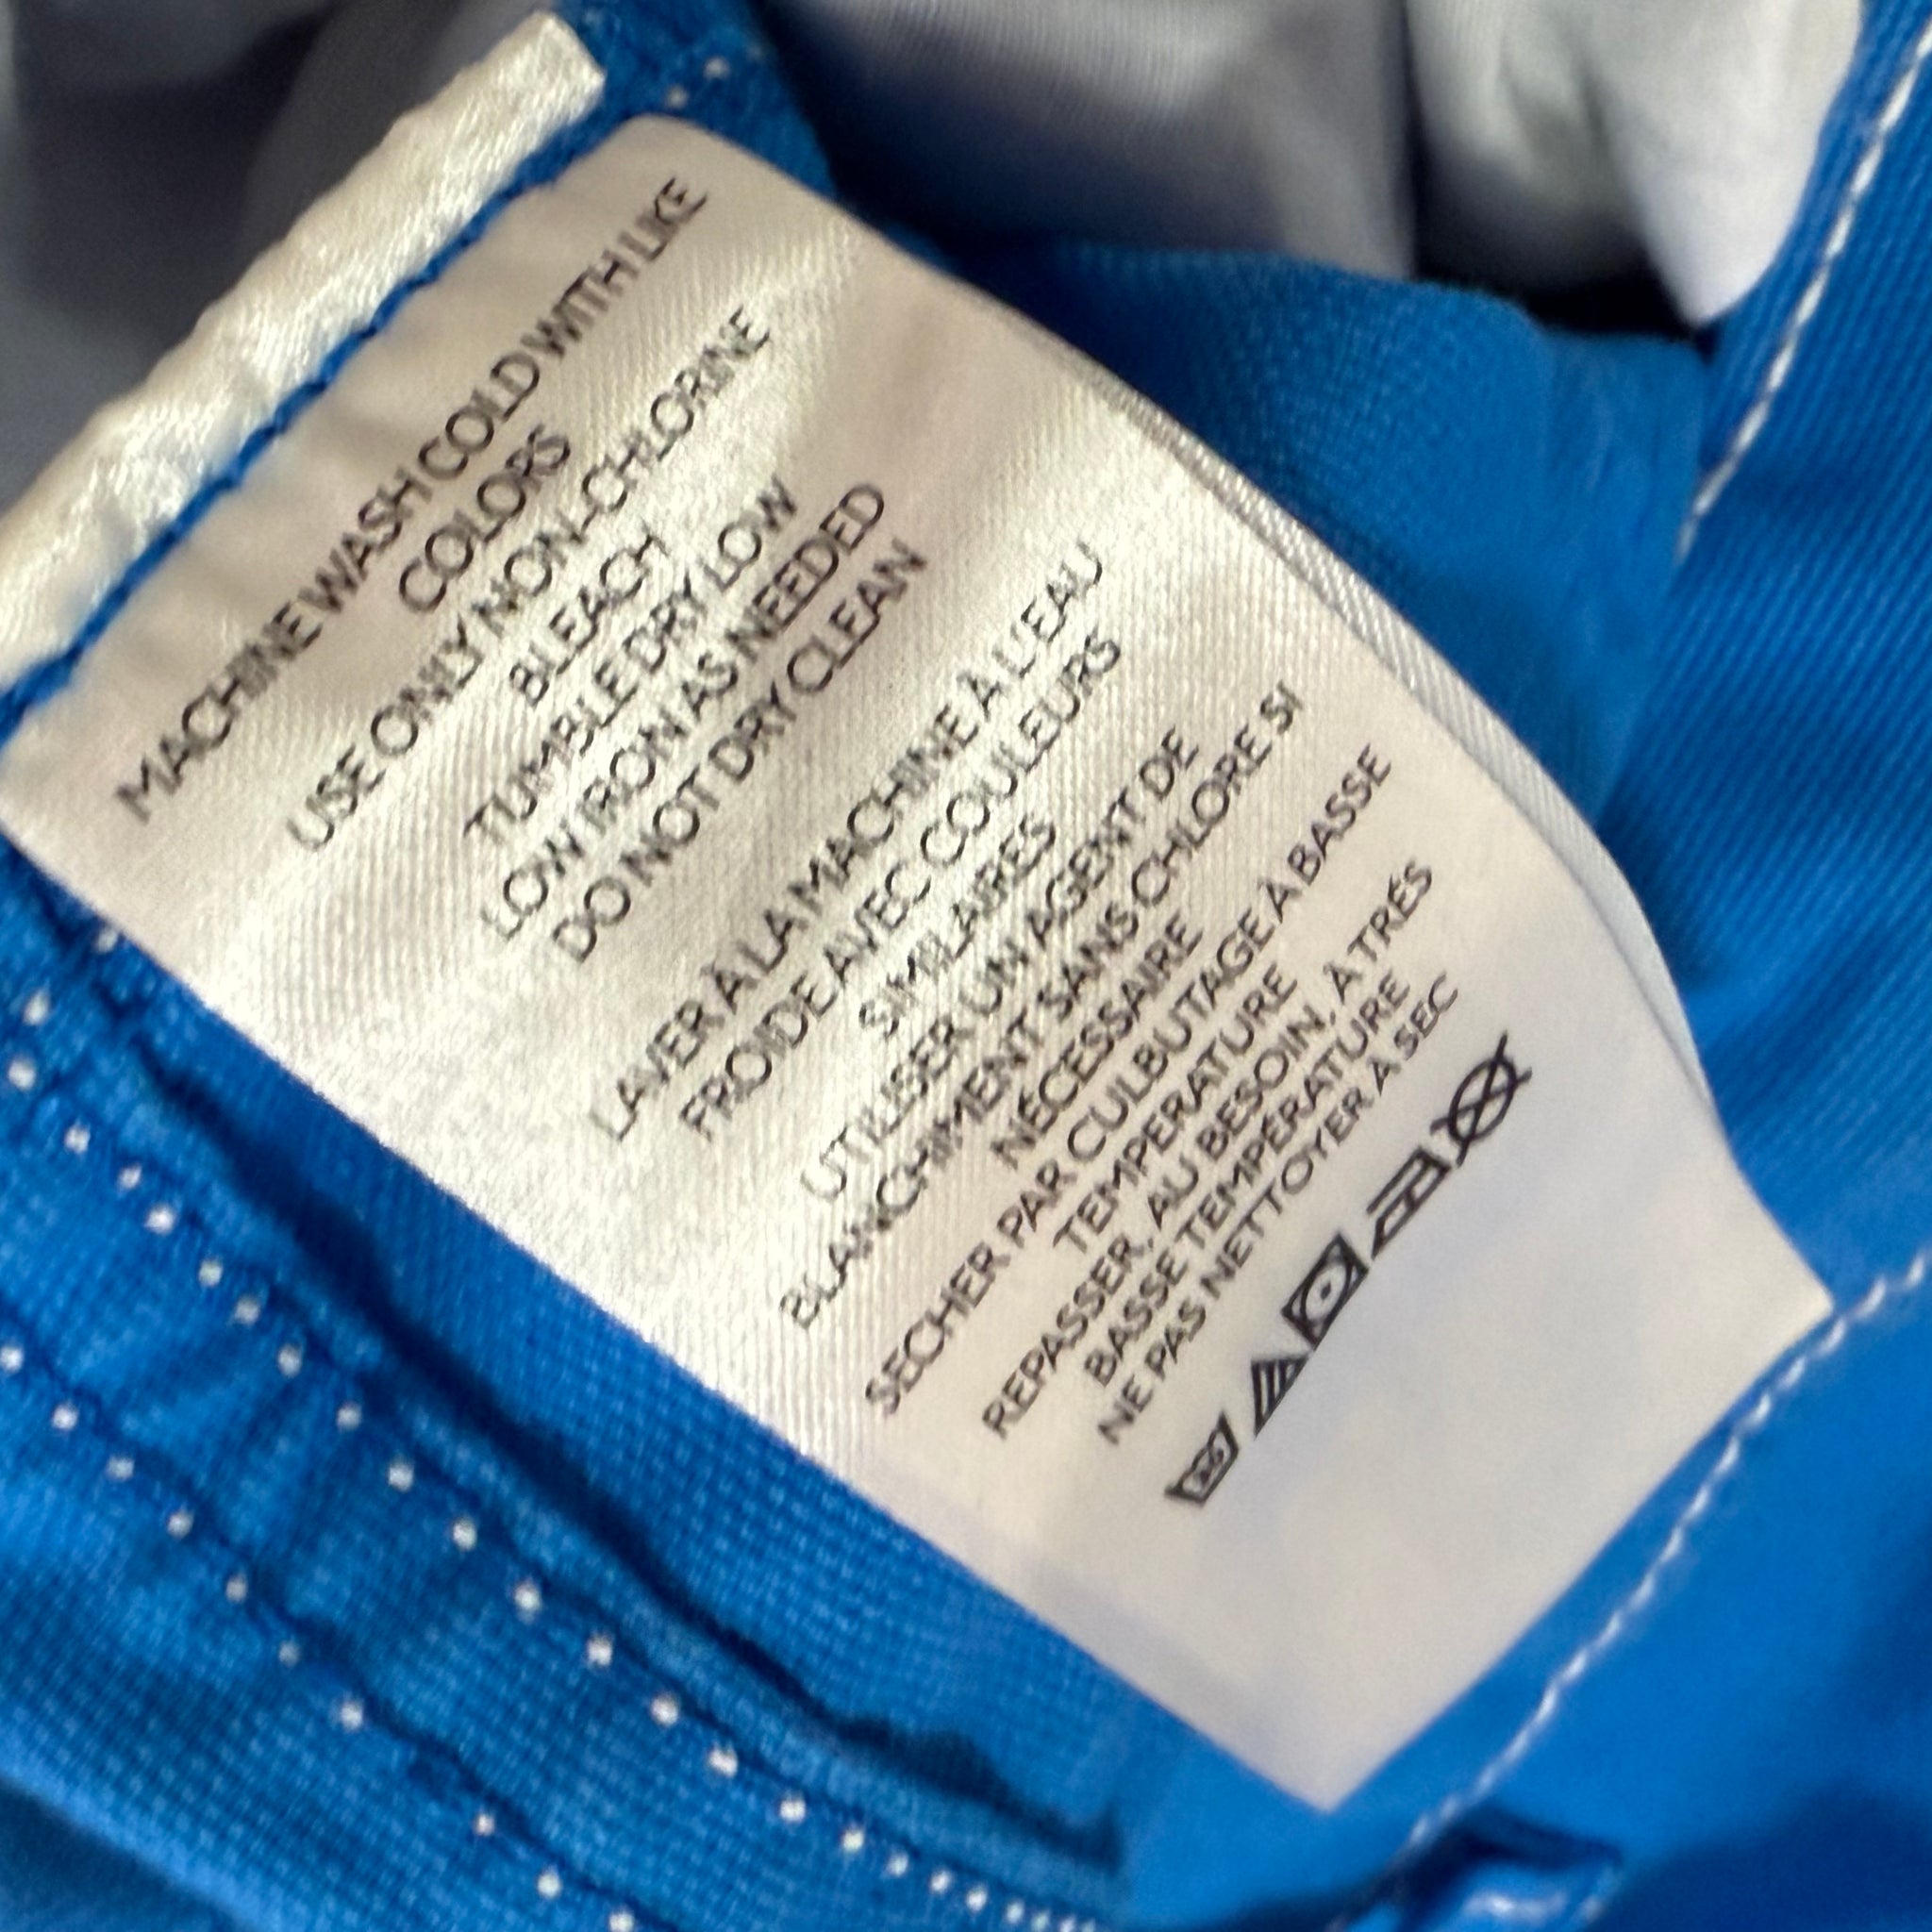 MACHINE WASH COLD WITH LIKE
COLORS
USE ONLY NON-CHLORINE
BLEACH
TUMBLE DRY LOW
LOW IRON AS NEEDED
DO NOT DRY CLEAN
LAVER À LA MACHINE À L'EAU
FROIDE AVEC COULEURS
SIMILAIRES
UTILISER UN AGENT DE
BLANCHIMENT SANS CHLORE SI
NÉCESSAIRE
SECHER PAR CULBUTAGE À BASSE
TEMPERATURE
REPASSER, AU BESOIN, À TRÉS
BASSE TEMPÉRATURE
NE PAS NETTOYER À SEC